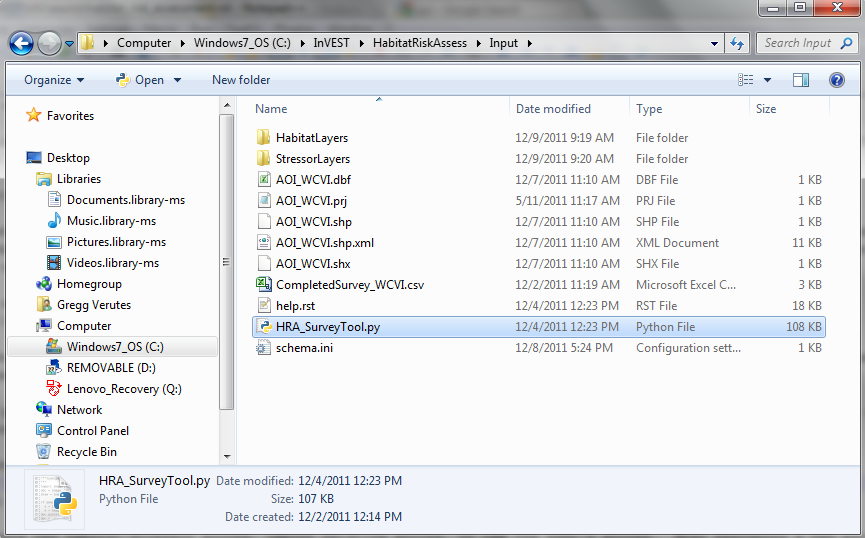 Computer Windows7_OS (C:) InVEST HabitatRiskAssess Input Search Input
Organize Open New folder
Favorites
Desktop
Libraries
Documents.library-ms
Music.library-ms
Pictures.library-ms
Videos.library-ms
Homegroup
Gregg Verutes
Computer
Windows7_OS (C:)
REMOVABLE (D:)
Lenovo_Recovery (Q:)
Network
Control Panel
Recycle Bin
Name Date modified Type Size
HabitatLayers 12/9/2011 9:19 AM File folder
StressorLayers 12/9/2011 9:20 AM File folder
AOI_WCVI.dbf 12/7/2011 11:10 AM DBF File 1 KB
AOI_WCVI.prj 5/11/2011 11:17 AM PRJ File 1 KB
AOI_WCVI.shp 12/7/2011 11:10 AM SHP File 1 KB
AOI_WCVI.shp.xml 12/7/2011 11:10 AM XML Document 11 KB
AOI_WCVI.shx 12/7/2011 11:10 AM SHX File 1 KB
CompletedSurvey_WCVI.csv 12/2/2011 11:19 AM Microsoft Excel C... 3 KB
help.rst 12/4/2011 12:23 PM RST File 18 KB
HRA_SurveyTool.py 12/4/2011 12:23 PM Python File 108 KB
schema.ini 12/8/2011 5:24 PM Configuration sett... 1 KB
HRA_SurveyTool.py Date modified: 12/4/2011 12:23 PM
Python File Size: 107 KB
Date created: 12/2/2011 12:14 PM